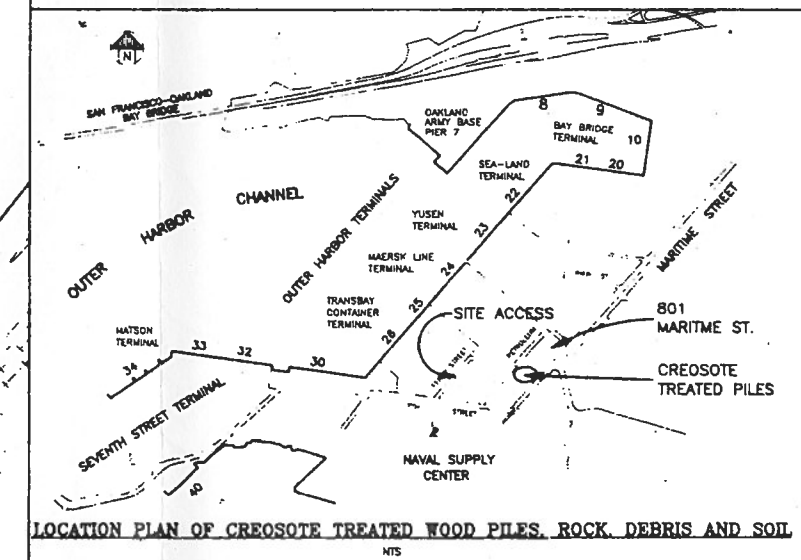 N
SAN FRANCISCO-OAKLAND
BAY BRIDGE
OAKLAND
ARMY BASE
PIER 7
8
9
10
BAY BRIDGE
TERMINAL
21
20
SEA-LAND
TERMINAL
22
MARITIME STREET
OUTER HARBOR CHANNEL
OUTER HARBOR TERMINALS
YUSEN
TERMINAL
23
MAERSK LINE
TERMINAL
24
TRANSBAY
CONTAINER
TERMINAL
25
26
SITE ACCESS
801
MARITME ST.
MATSON
TERMINAL
33
32
30
34
CREOSOTE
TREATED PILES
STREET
SEVENTH STREET TERMINAL
NAVAL SUPPLY
CENTER
40
LOCATION PLAN OF CREOSOTE TREATED WOOD PILES. ROCK. DEBRIS AND SOIL
NTS